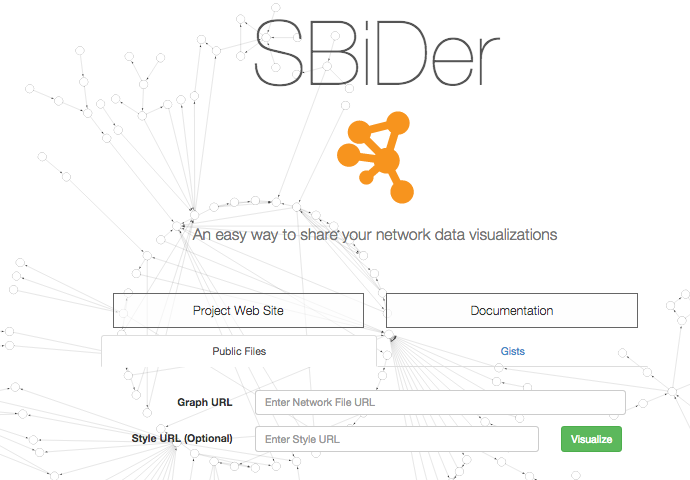 SBiDer
An easy way to share your network data visualizations
Project Web Site
Documentation
Public Files
Gists
Graph URL
Enter Network File URL
Style URL (Optional)
Enter Style URL
Visualize